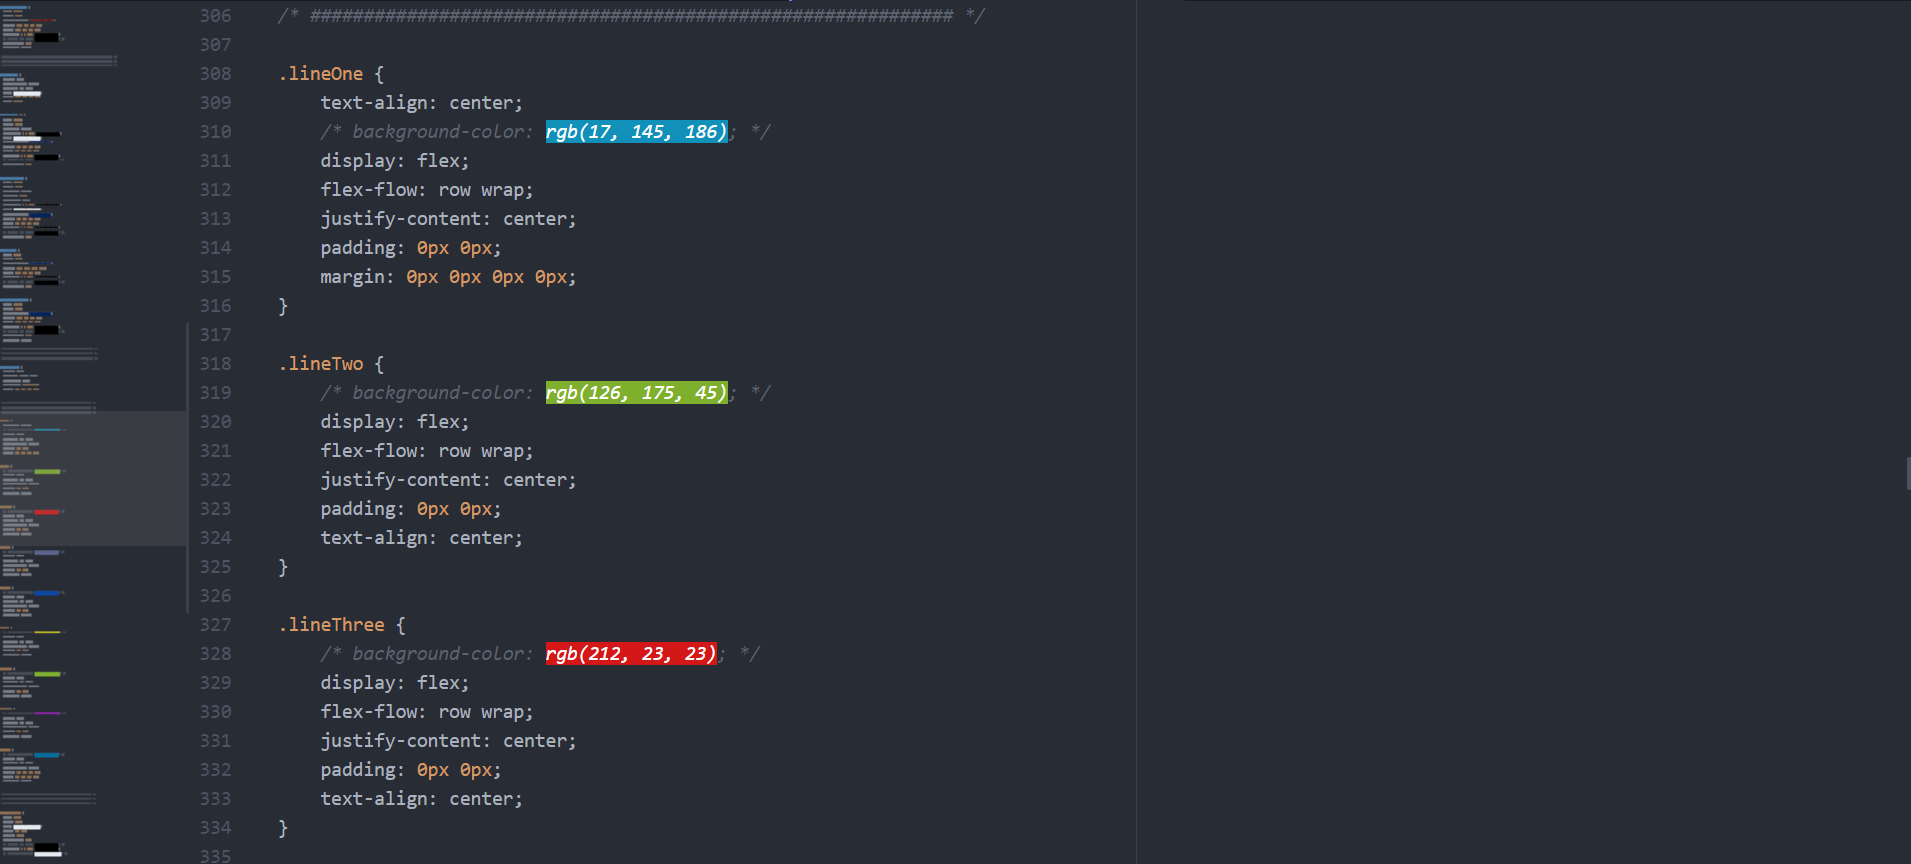 306 /* ############################################################ */
307
308 .lineOne {
309 text-align: center;
310 /* background-color: rgb(17, 145, 186); */
311 display: flex;
312 flex-flow: row wrap;
313 justify-content: center;
314 padding: 0px 0px;
315 margin: 0px 0px 0px 0px;
316 }
317
318 .lineTwo {
319 /* background-color: rgb(126, 175, 45); */
320 display: flex;
321 flex-flow: row wrap;
322 justify-content: center;
323 padding: 0px 0px;
324 text-align: center;
325 }
326
327 .lineThree {
328 /* background-color: rgb(212, 23, 23); */
329 display: flex;
330 flex-flow: row wrap;
331 justify-content: center;
332 padding: 0px 0px;
333 text-align: center;
334 }
335